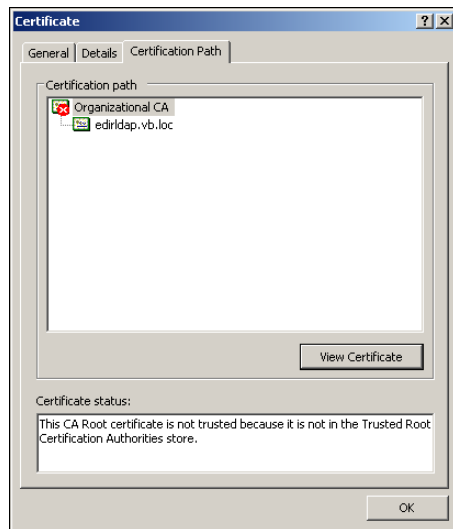 Certificate
General Details Certification Path
Certification path
Organizational CA
edirldap.vb.loc
View Certificate
Certificate status:
This CA Root certificate is not trusted because it is not in the Trusted Root
Certification Authorities store.
OK